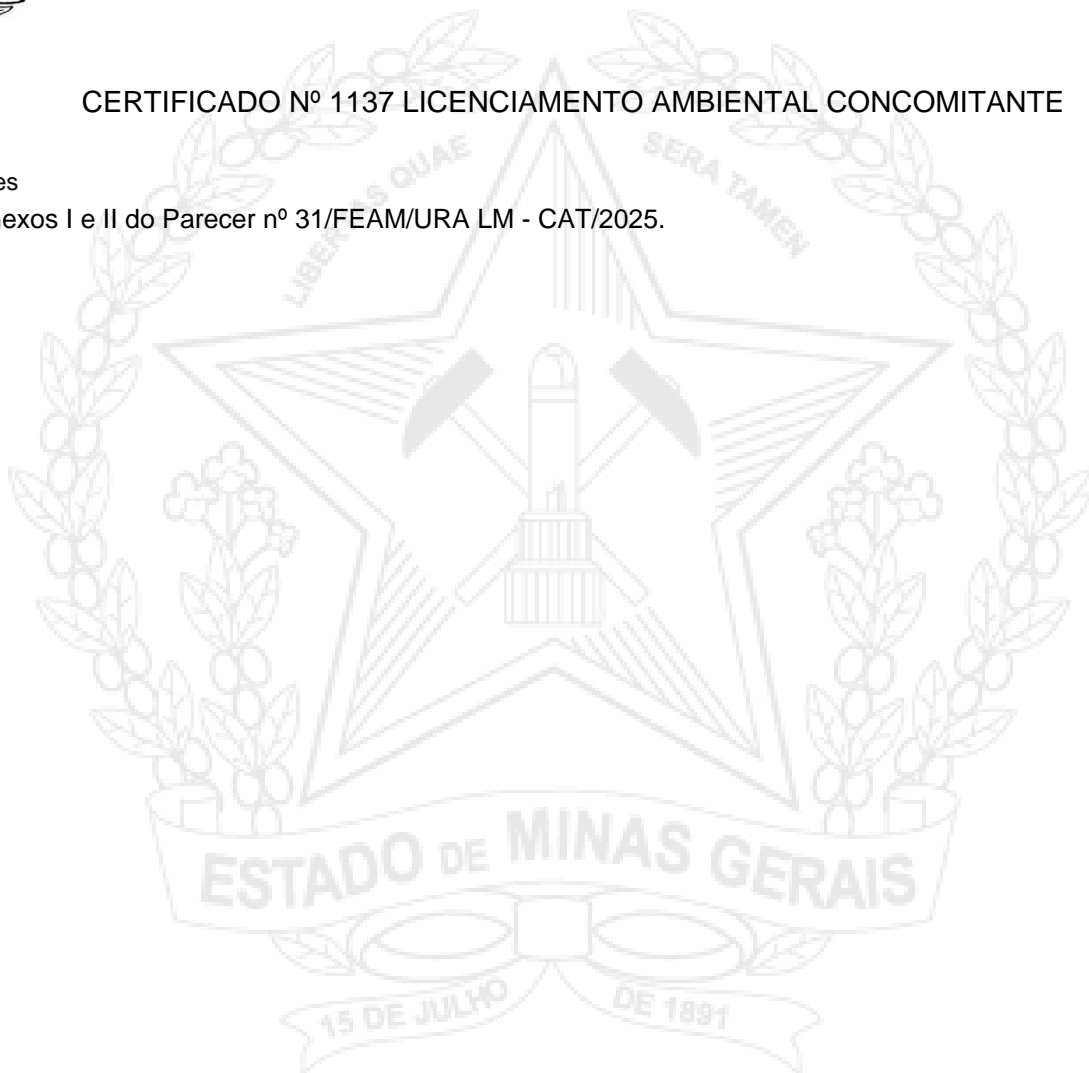 CERTIFICADO Nº 1137 LICENCIAMENTO AMBIENTAL CONCOMITANTE
es
nexos I e II do Parecer nº 31/FEAM/URA LM - CAT/2025.
LIBERTAS QUAE SERA TAMEN
ESTADO DE MINAS GERAIS
15 DE JULHO DE 1891